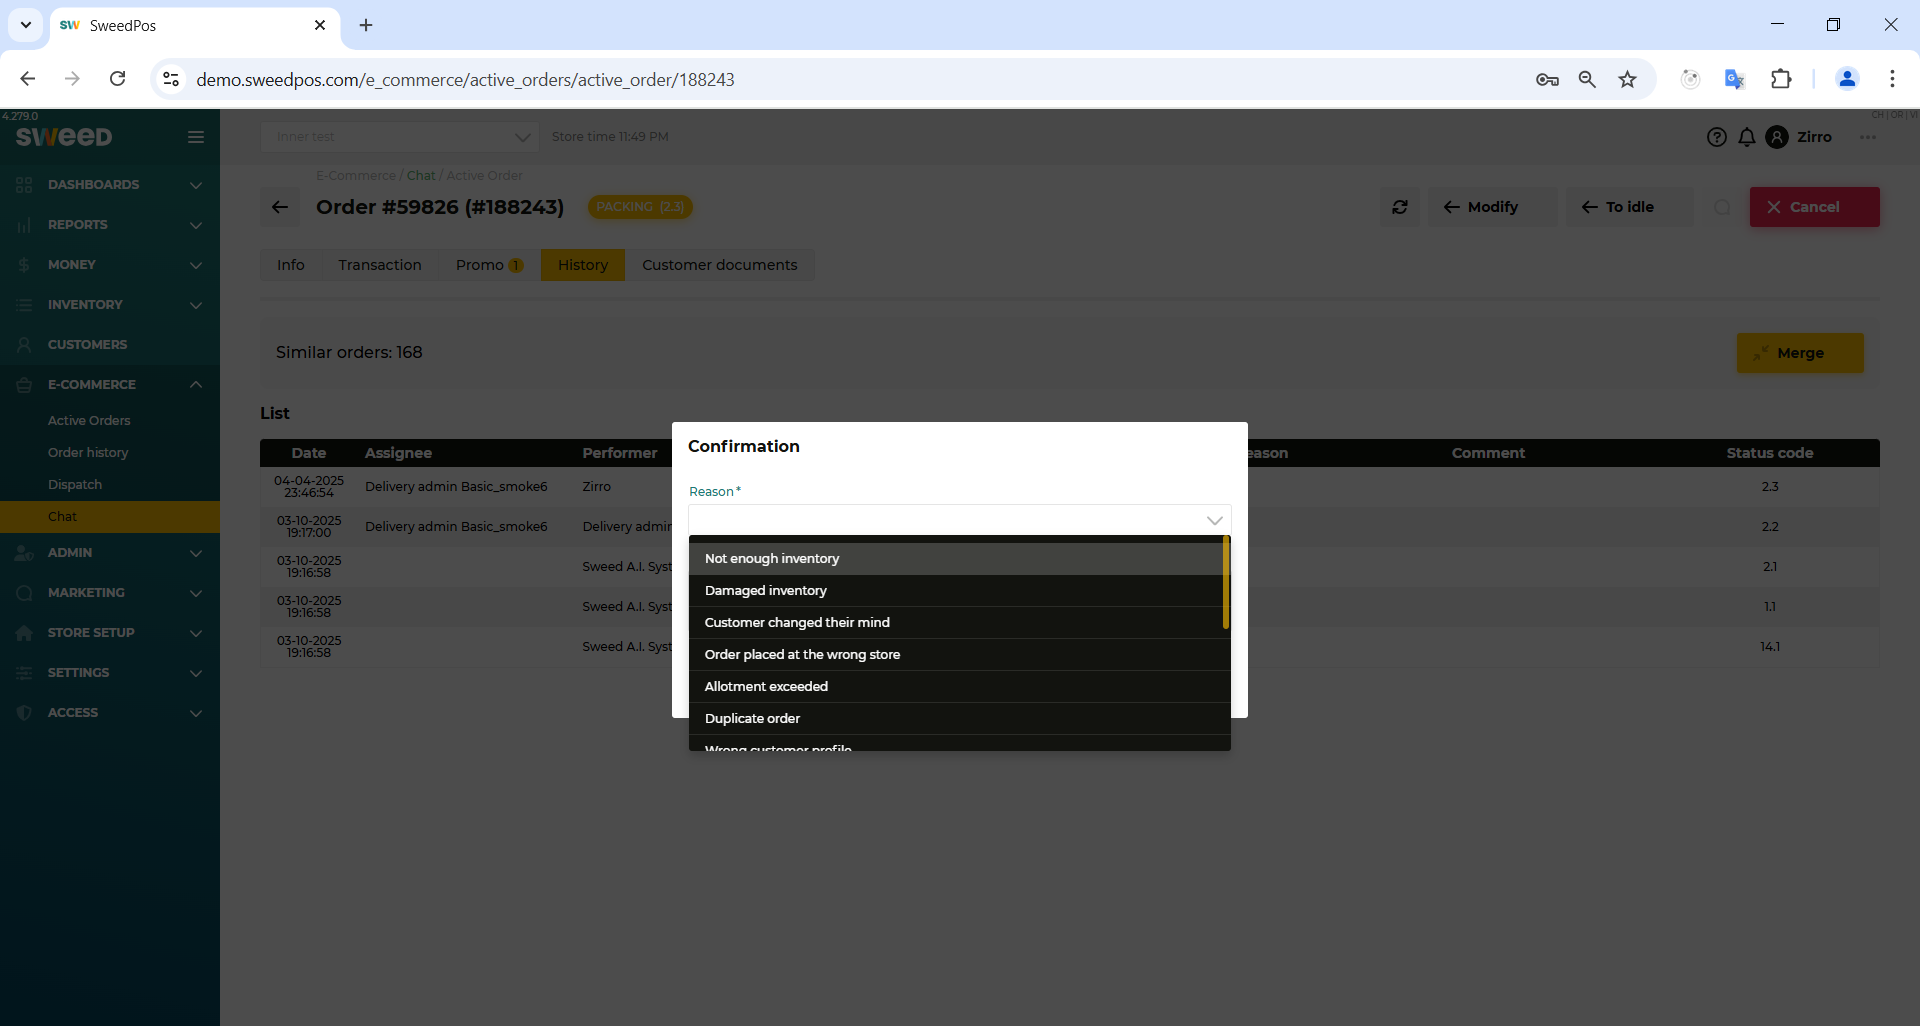 SweedPos
demo.sweedpos.com/e_commerce/active_orders/active_order/188243
4.279.0
CH | OR | VI
SWEED
Inner test
Store time 11:49 PM
Zirro
E-Commerce / Chat / Active Order
Order #59826 (#188243)
PACKING (2.3)
Modify
To idle
Cancel
DASHBOARDS
REPORTS
MONEY
INVENTORY
CUSTOMERS
E-COMMERCE
Active Orders
Order history
Dispatch
Chat
ADMIN
MARKETING
STORE SETUP
SETTINGS
ACCESS
Info
Transaction
Promo 1
History
Customer documents
Similar orders: 168
Merge
List
Date Assignee Performer eason Comment Status code
04-04-2025
23:46:54
Delivery admin Basic_smoke6 Zirro 2.3
03-10-2025
19:17:00
Delivery admin Basic_smoke6 Delivery admin 2.2
03-10-2025
19:16:58
Sweed A.I. Syst 2.1
03-10-2025
19:16:58
Sweed A.I. Syst 1.1
03-10-2025
19:16:58
Sweed A.I. Syst 14.1
Confirmation
Reason *
Not enough inventory
Damaged inventory
Customer changed their mind
Order placed at the wrong store
Allotment exceeded
Duplicate order
Wrong customer profile